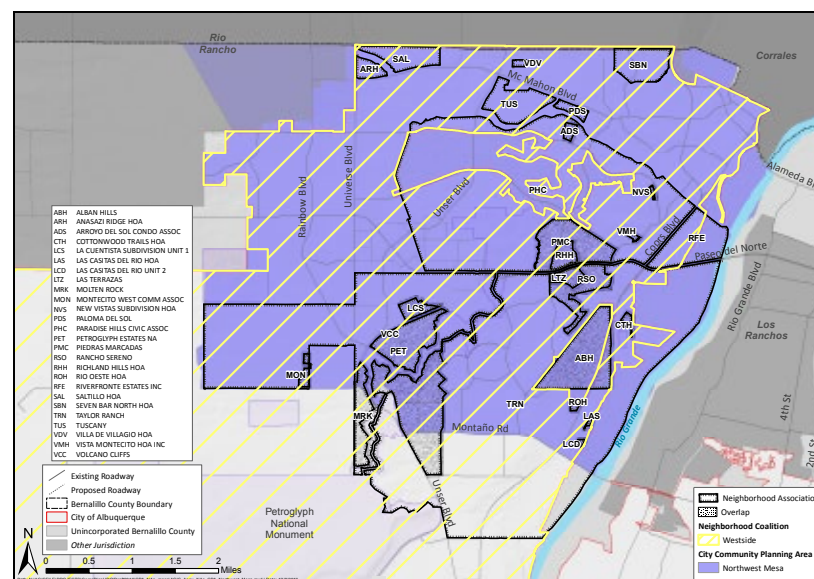 Rio
Rancho
Corrales
SAL
ARH
VDV
SBN
Mc Mahon Blvd
TUS
PDS
ADS
Universe Blvd
Rainbow Blvd
Unser Blvd
PHC
NVS
Alameda Bl
VMH
Coors Blvd
RFE
PMC
RHH
Paseo del Norte
LTZ
RSO
Rio Grande Blvd
Los
Ranchos
LCS
CTH
VCC
PET
ABH
MON
TRN
ROH
LAS
MRK
Montaño Rd
LCD
Rio Grande
4th St
2nd St
Unser Blvd
Petroglyph
National
Monument
ABH ALBAN HILLS
ARH ANASAZI RIDGE HOA
ADS ARROYO DEL SOL CONDO ASSOC
CTH COTTONWOOD TRAILS HOA
LCS LA CUENTISTA SUBDIVISION UNIT 1
LAS LAS CASITAS DEL RIO HOA
LCD LAS CASITAS DEL RIO UNIT 2
LTZ LAS TERRAZAS
MRK MOLTEN ROCK
MON MONTECITO WEST COMM ASSOC
NVS NEW VISTAS SUBDIVISION HOA
PDS PALOMA DEL SOL
PHC PARADISE HILLS CIVIC ASSOC
PET PETROGLYPH ESTATES NA
PMC PIEDRAS MARCADAS
RSO RANCHO SERENO
RHH RICHLAND HILLS HOA
ROH RIO OESTE HOA
RFE RIVERFRONTE ESTATES INC
SAL SALTILLO HOA
SBN SEVEN BAR NORTH HOA
TRN TAYLOR RANCH
TUS TUSCANY
VDV VILLA DE VILLAGIO HOA
VMH VISTA MONTECITO HOA INC
VCC VOLCANO CLIFFS
Existing Roadway
Proposed Roadway
Bernalillo County Boundary
City of Albuquerque
Unincorporated Bernalillo County
Other Jurisdiction
N
0 0.5 1 1.5 2
Miles
Neighborhood Association
Overlap
Neighborhood Coalition
Westside
City Community Planning Area
Northwest Mesa